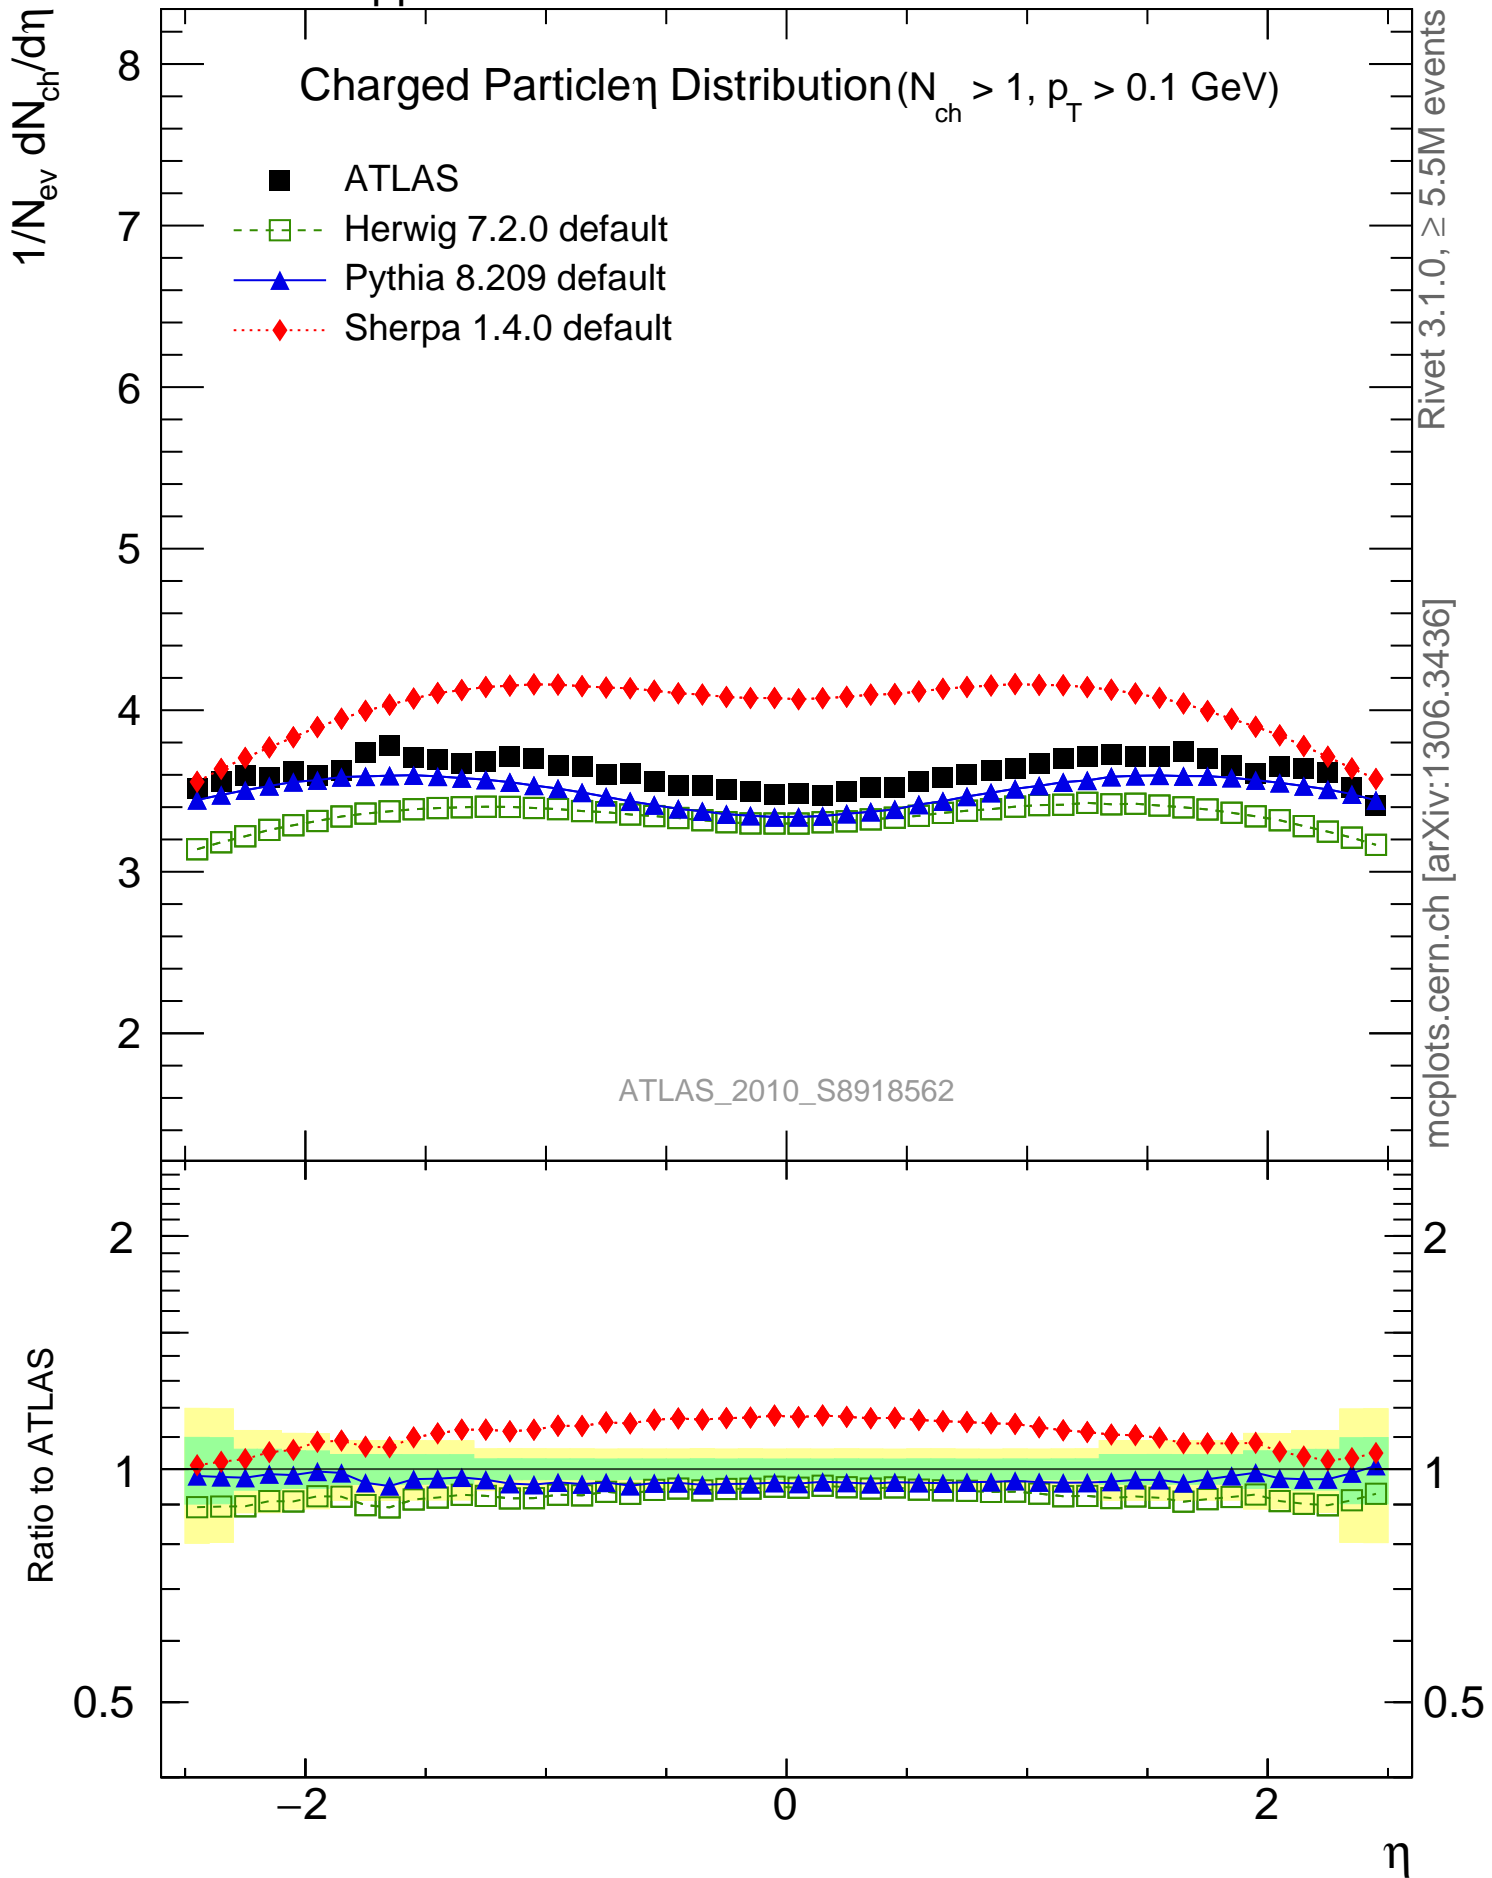 pp
1/N_ev dN_ch/dη
Charged Particleη Distribution(N_ch > 1, p_T > 0.1 GeV)
ATLAS
Herwig 7.2.0 default
Pythia 8.209 default
Sherpa 1.4.0 default
8
7
6
5
4
3
2
ATLAS_2010_S8918562
Rivet 3.1.0, ≥ 5.5M events
mcplots.cern.ch [arXiv:1306.3436]
Ratio to ATLAS
2
1
0.5
2
1
0.5
−2
0
2
η